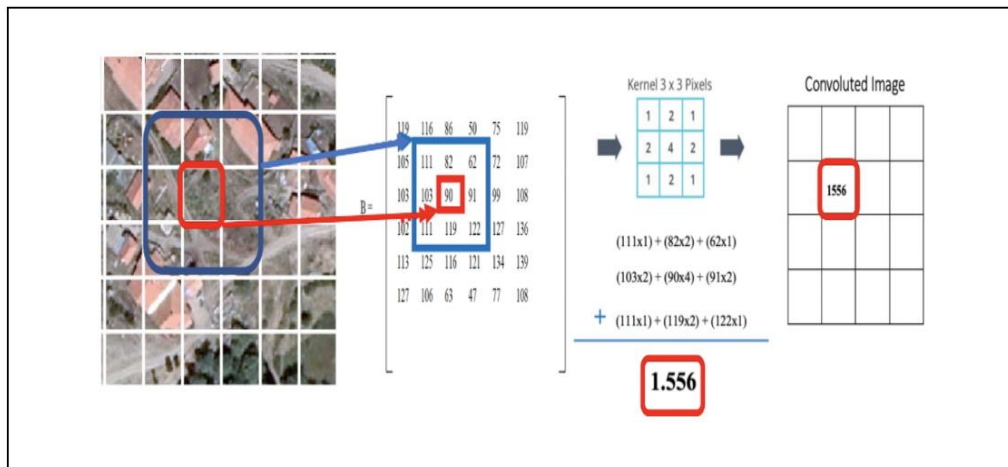 119 116 86 50 75 119
105 111 82 62 72 107
B = 103 103 90 91 99 108
102 111 119 122 127 136
113 125 116 121 134 139
127 106 63 47 77 108
Kernel 3 x 3 Pixels
1 2 1
2 4 2
1 2 1
(111x1) + (82x2) + (62x1)
(103x2) + (90x4) + (91x2)
+ (111x1) + (119x2) + (122x1)
1.556
Convoluted Image
1556